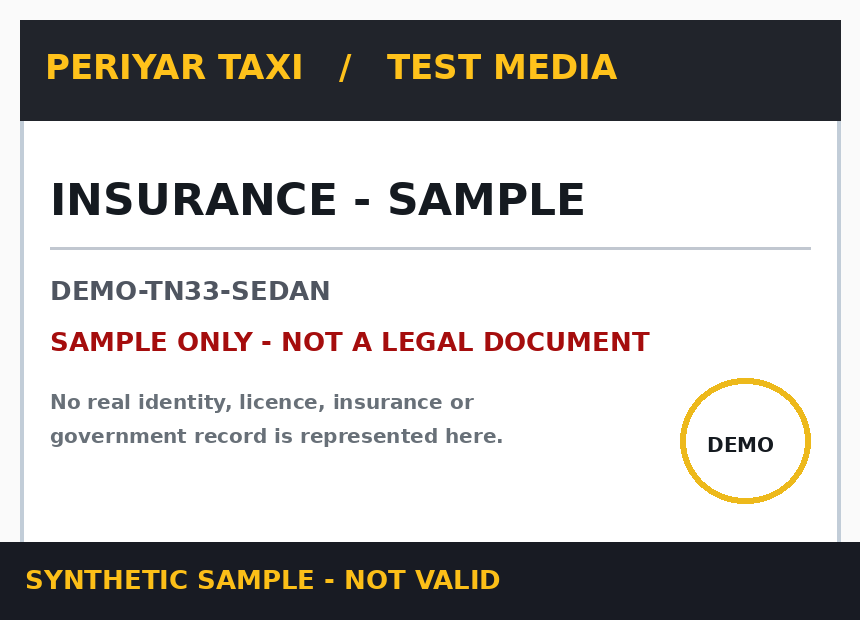 PERIYAR TAXI / TEST MEDIA
INSURANCE - SAMPLE
DEMO-TN33-SEDAN
SAMPLE ONLY - NOT A LEGAL DOCUMENT
No real identity, licence, insurance or
government record is represented here.
DEMO
SYNTHETIC SAMPLE - NOT VALID